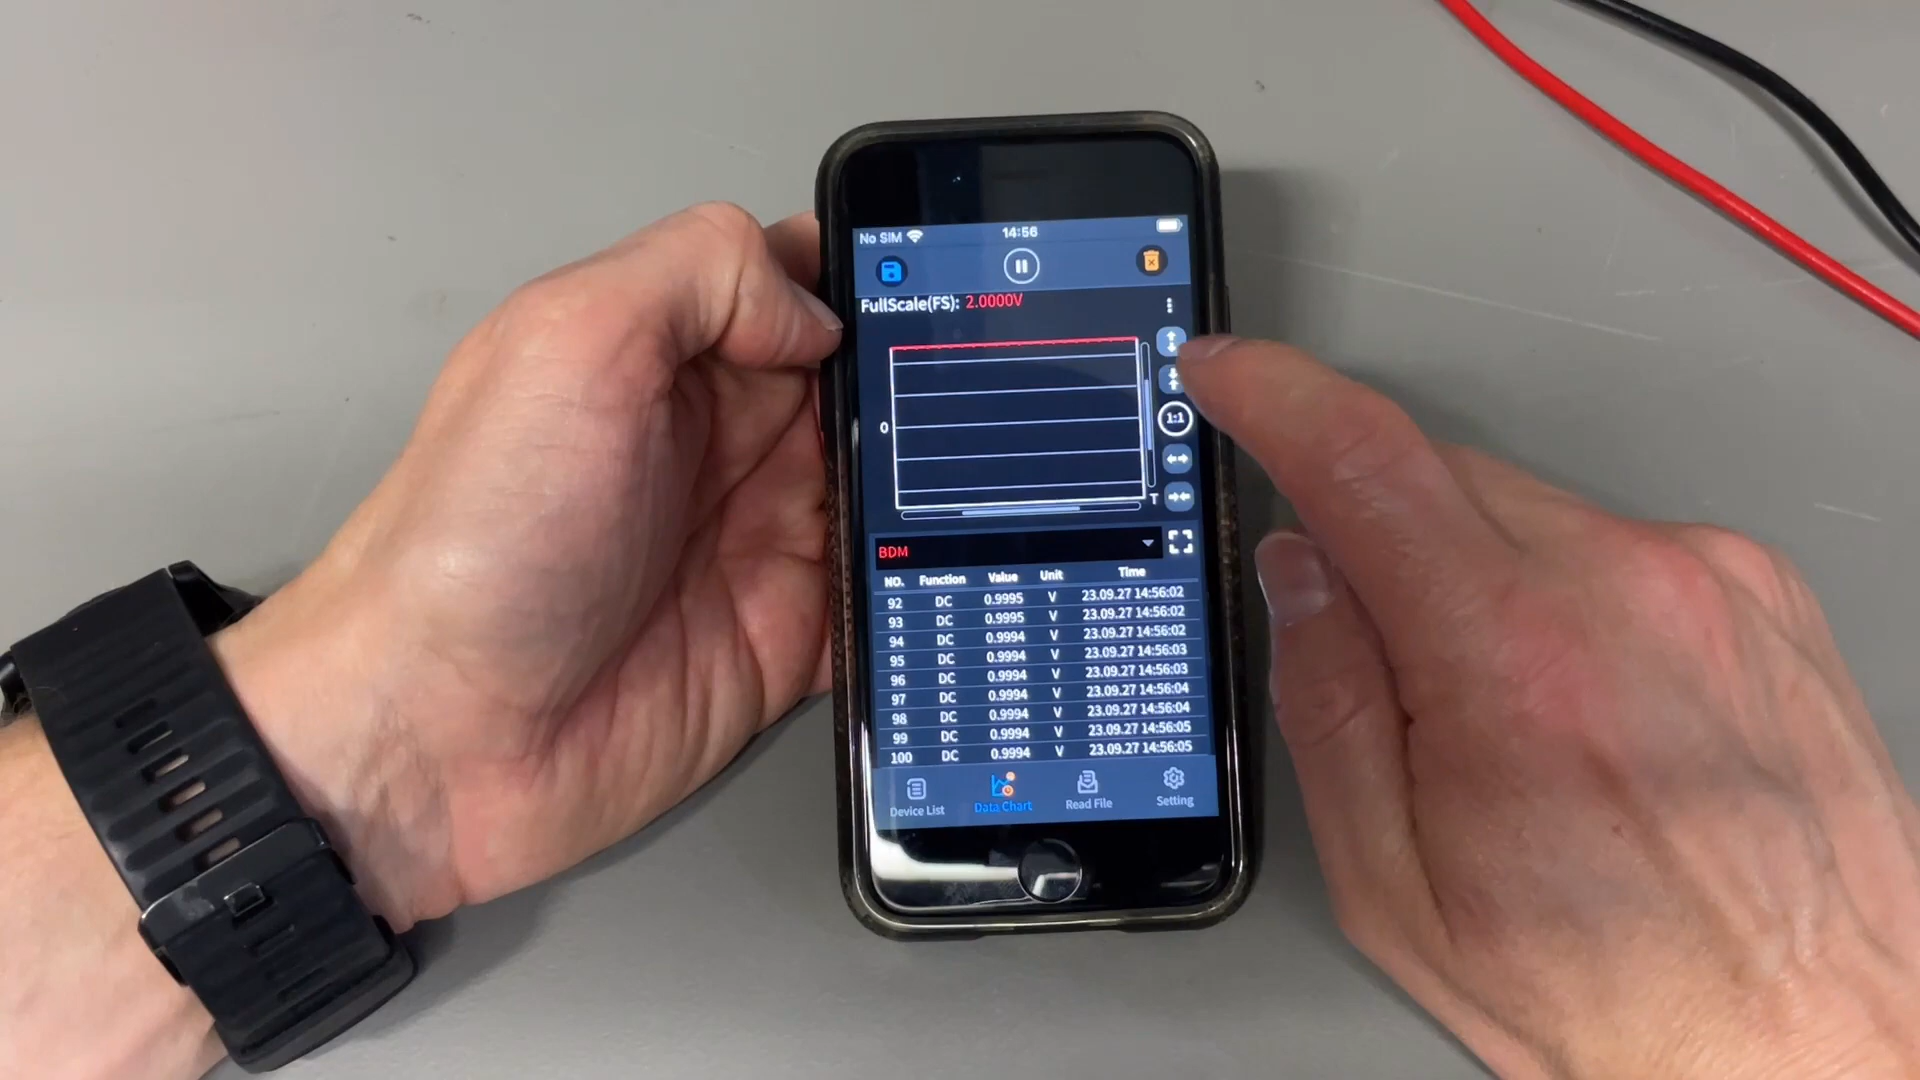 No SIM 14:56
FullScale(FS): 2.0000V
0
1:1
T
BDM
NO. Function Value Unit Time
92 DC 0.9995 V 23.09.27 14:56:02
93 DC 0.9995 V 23.09.27 14:56:02
94 DC 0.9994 V 23.09.27 14:56:02
95 DC 0.9994 V 23.09.27 14:56:03
96 DC 0.9994 V 23.09.27 14:56:03
97 DC 0.9994 V 23.09.27 14:56:04
98 DC 0.9994 V 23.09.27 14:56:04
99 DC 0.9994 V 23.09.27 14:56:05
100 DC 0.9994 V 23.09.27 14:56:05
Device List Data Chart Read File Setting